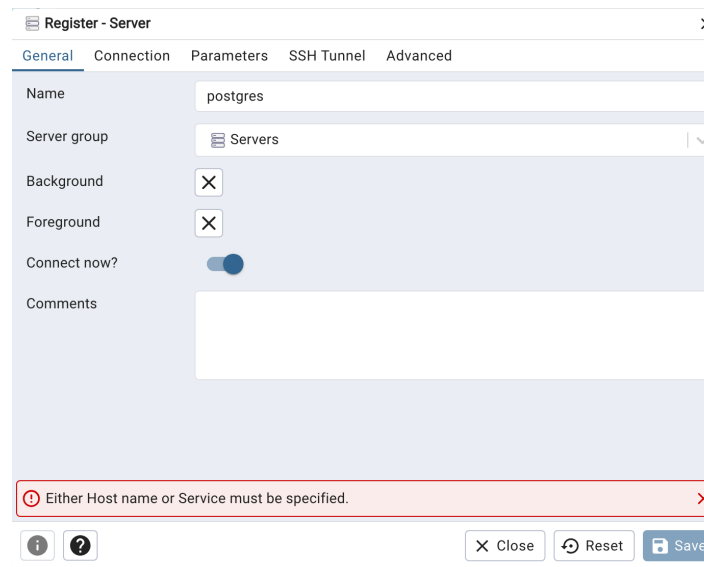 Register - Server
General Connection Parameters SSH Tunnel Advanced
Name postgres
Server group Servers
Background
Foreground
Connect now?
Comments
Either Host name or Service must be specified.
Close Reset Save